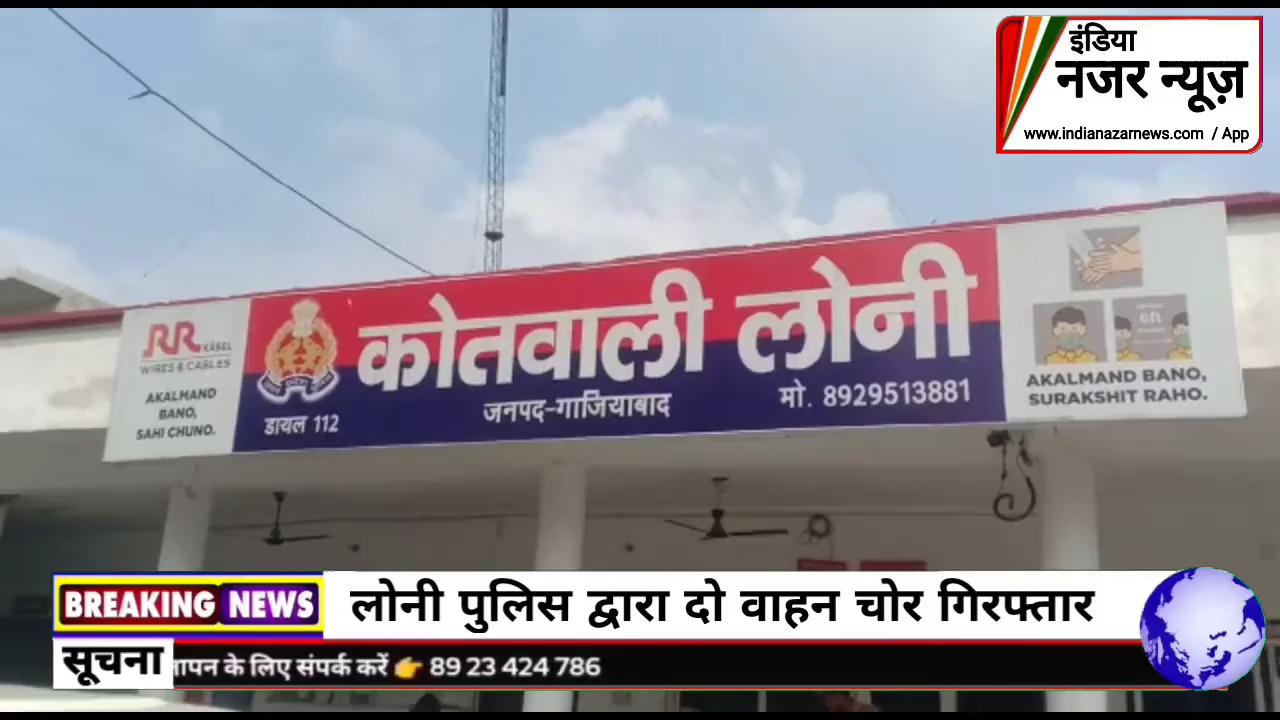 इंडिया
नजर न्यूज़
www.indianazarnews.com / App
RR KABEL
WIRES & CABLES
AKALMAND
BANO,
SAHI CHUNO.
कोतवाली लोनी
डायल 112
जनपद-गाजियाबाद
मो. 8929513881
6ft
AKALMAND BANO,
SURAKSHIT RAHO.
BREAKING NEWS
लोनी पुलिस द्वारा दो वाहन चोर गिरफ्तार
सूचना
के लिए संपर्क करें 👉 89 23 424 786